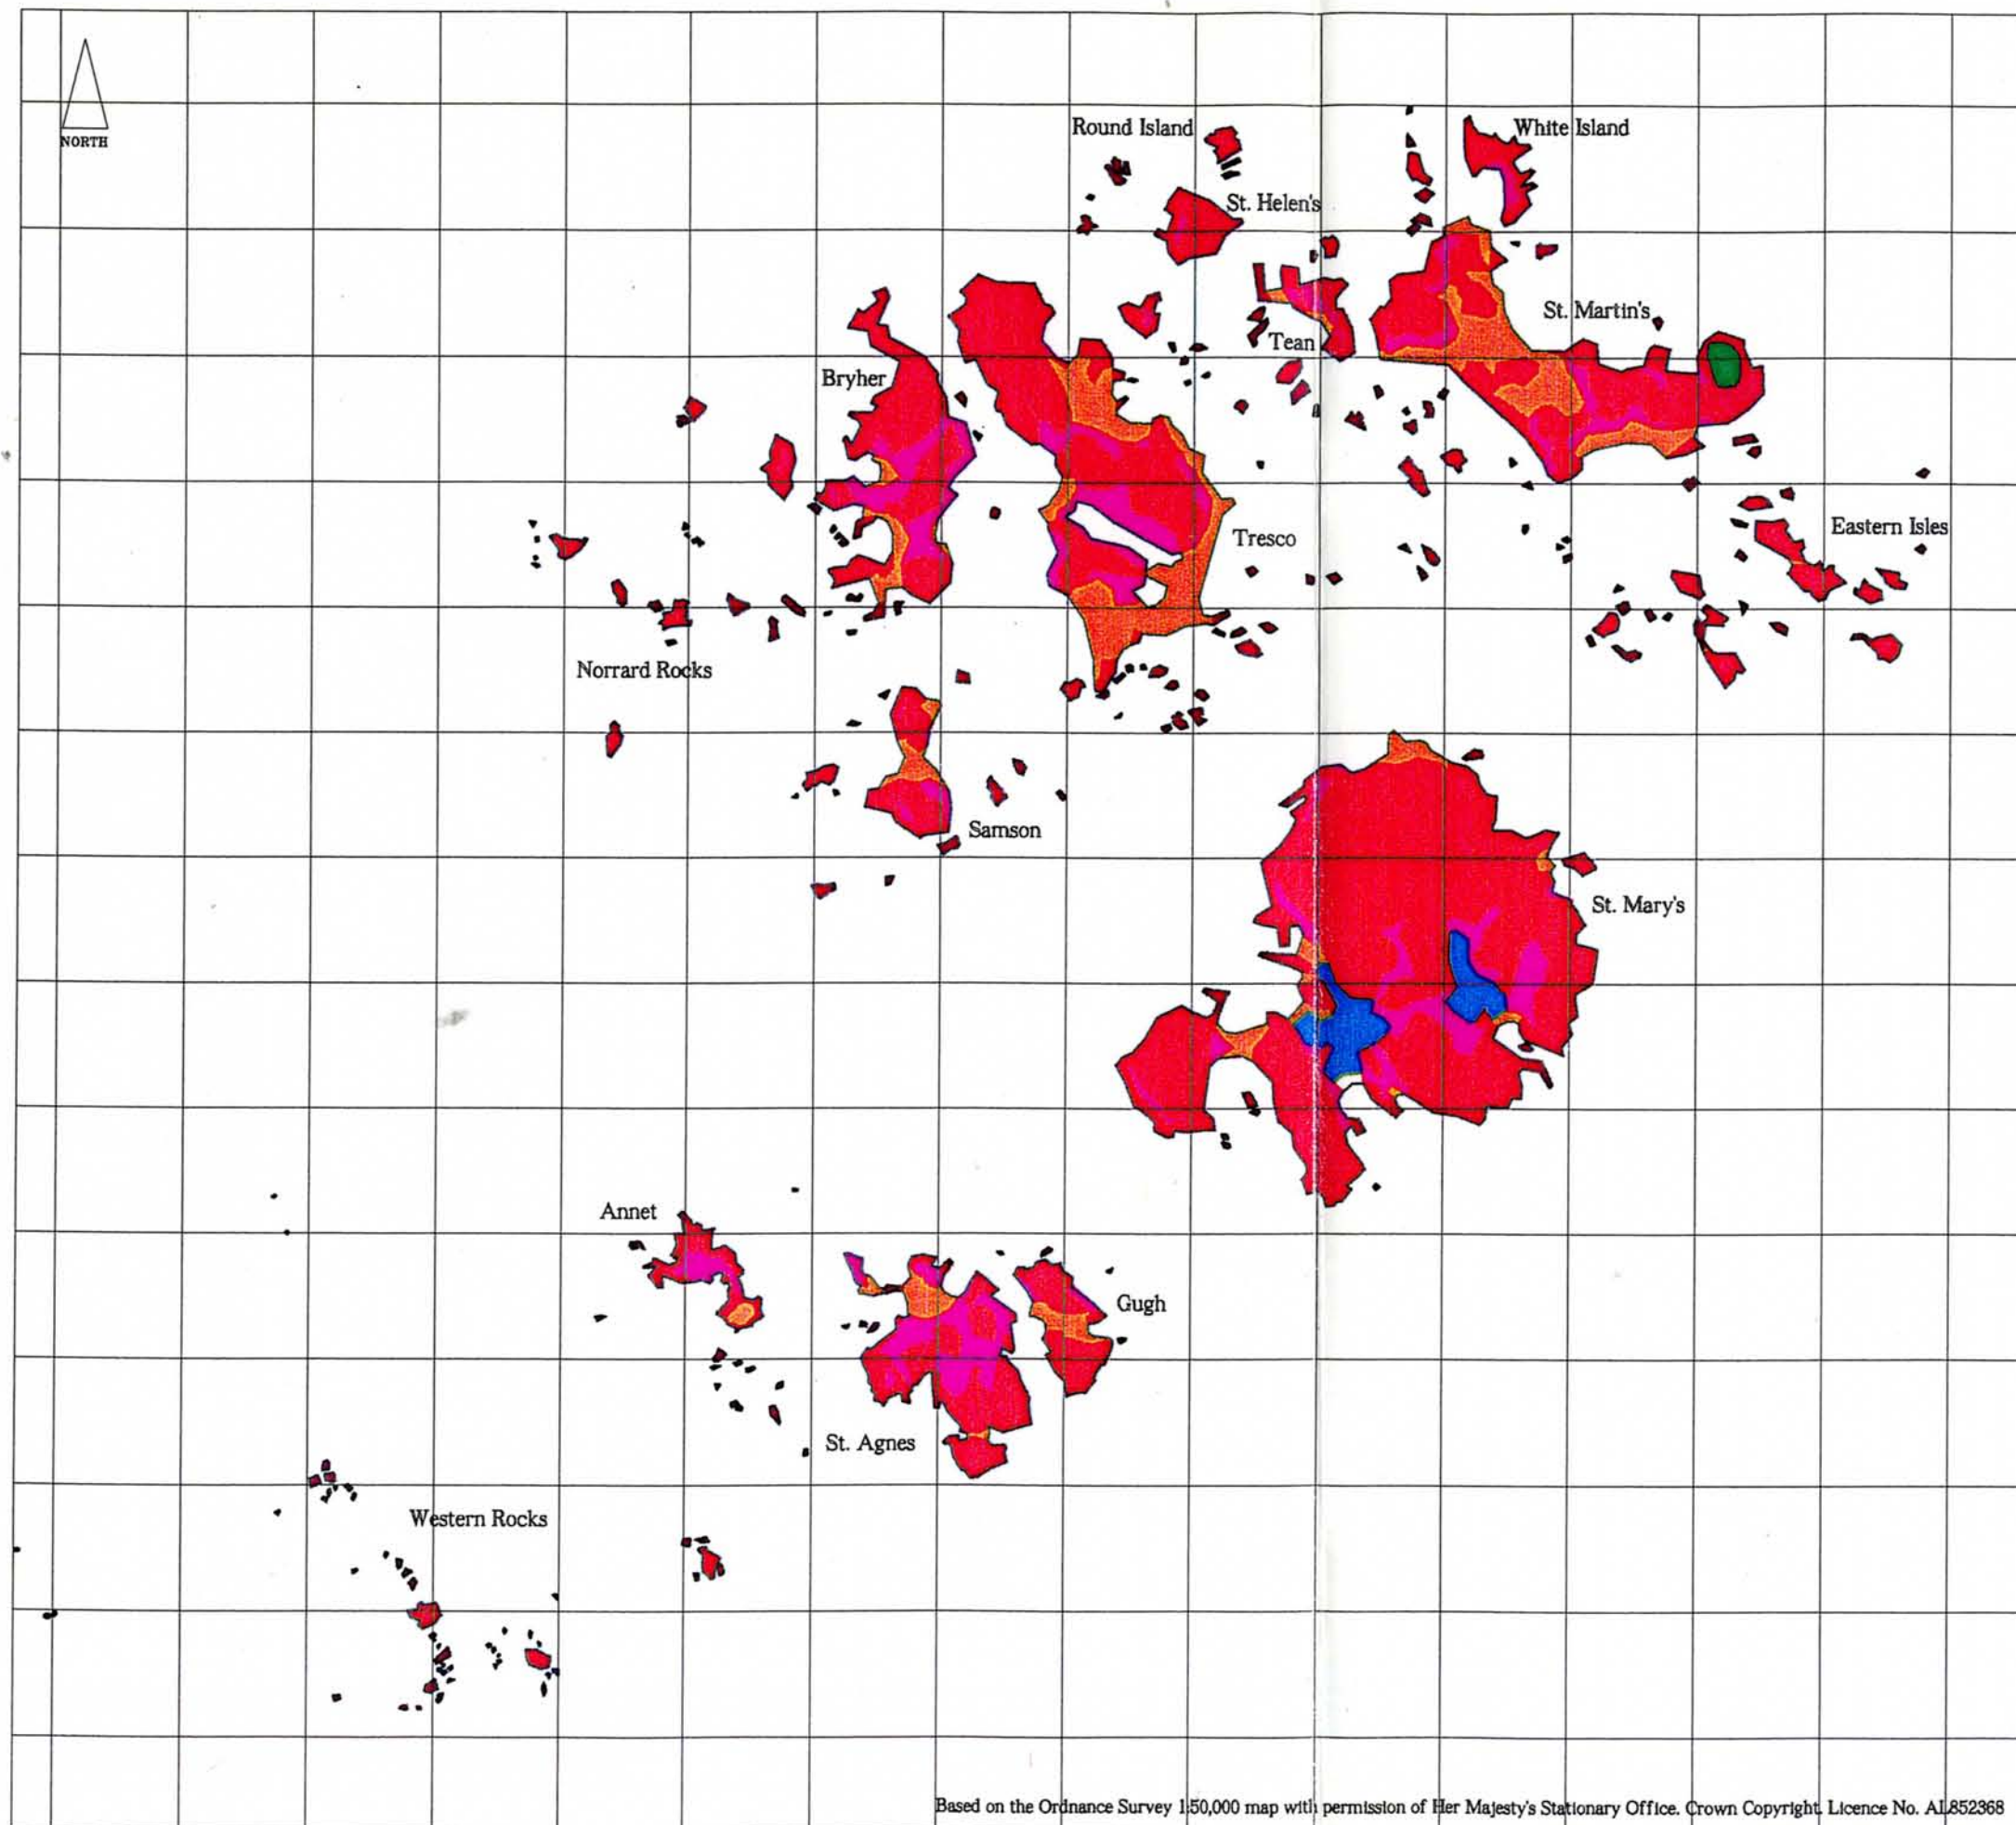 NORTH
Round Island
White Island
St. Helen's
St. Martin's
Tean
Bryher
Eastern Isles
Tresco
Norrard Rocks
Samson
St. Mary's
Annet
Gugh
St. Agnes
Western Rocks
Based on the Ordnance Survey 1:50,000 map with permission of Her Majesty's Stationary Office. Crown Copyright. Licence No. AL852368